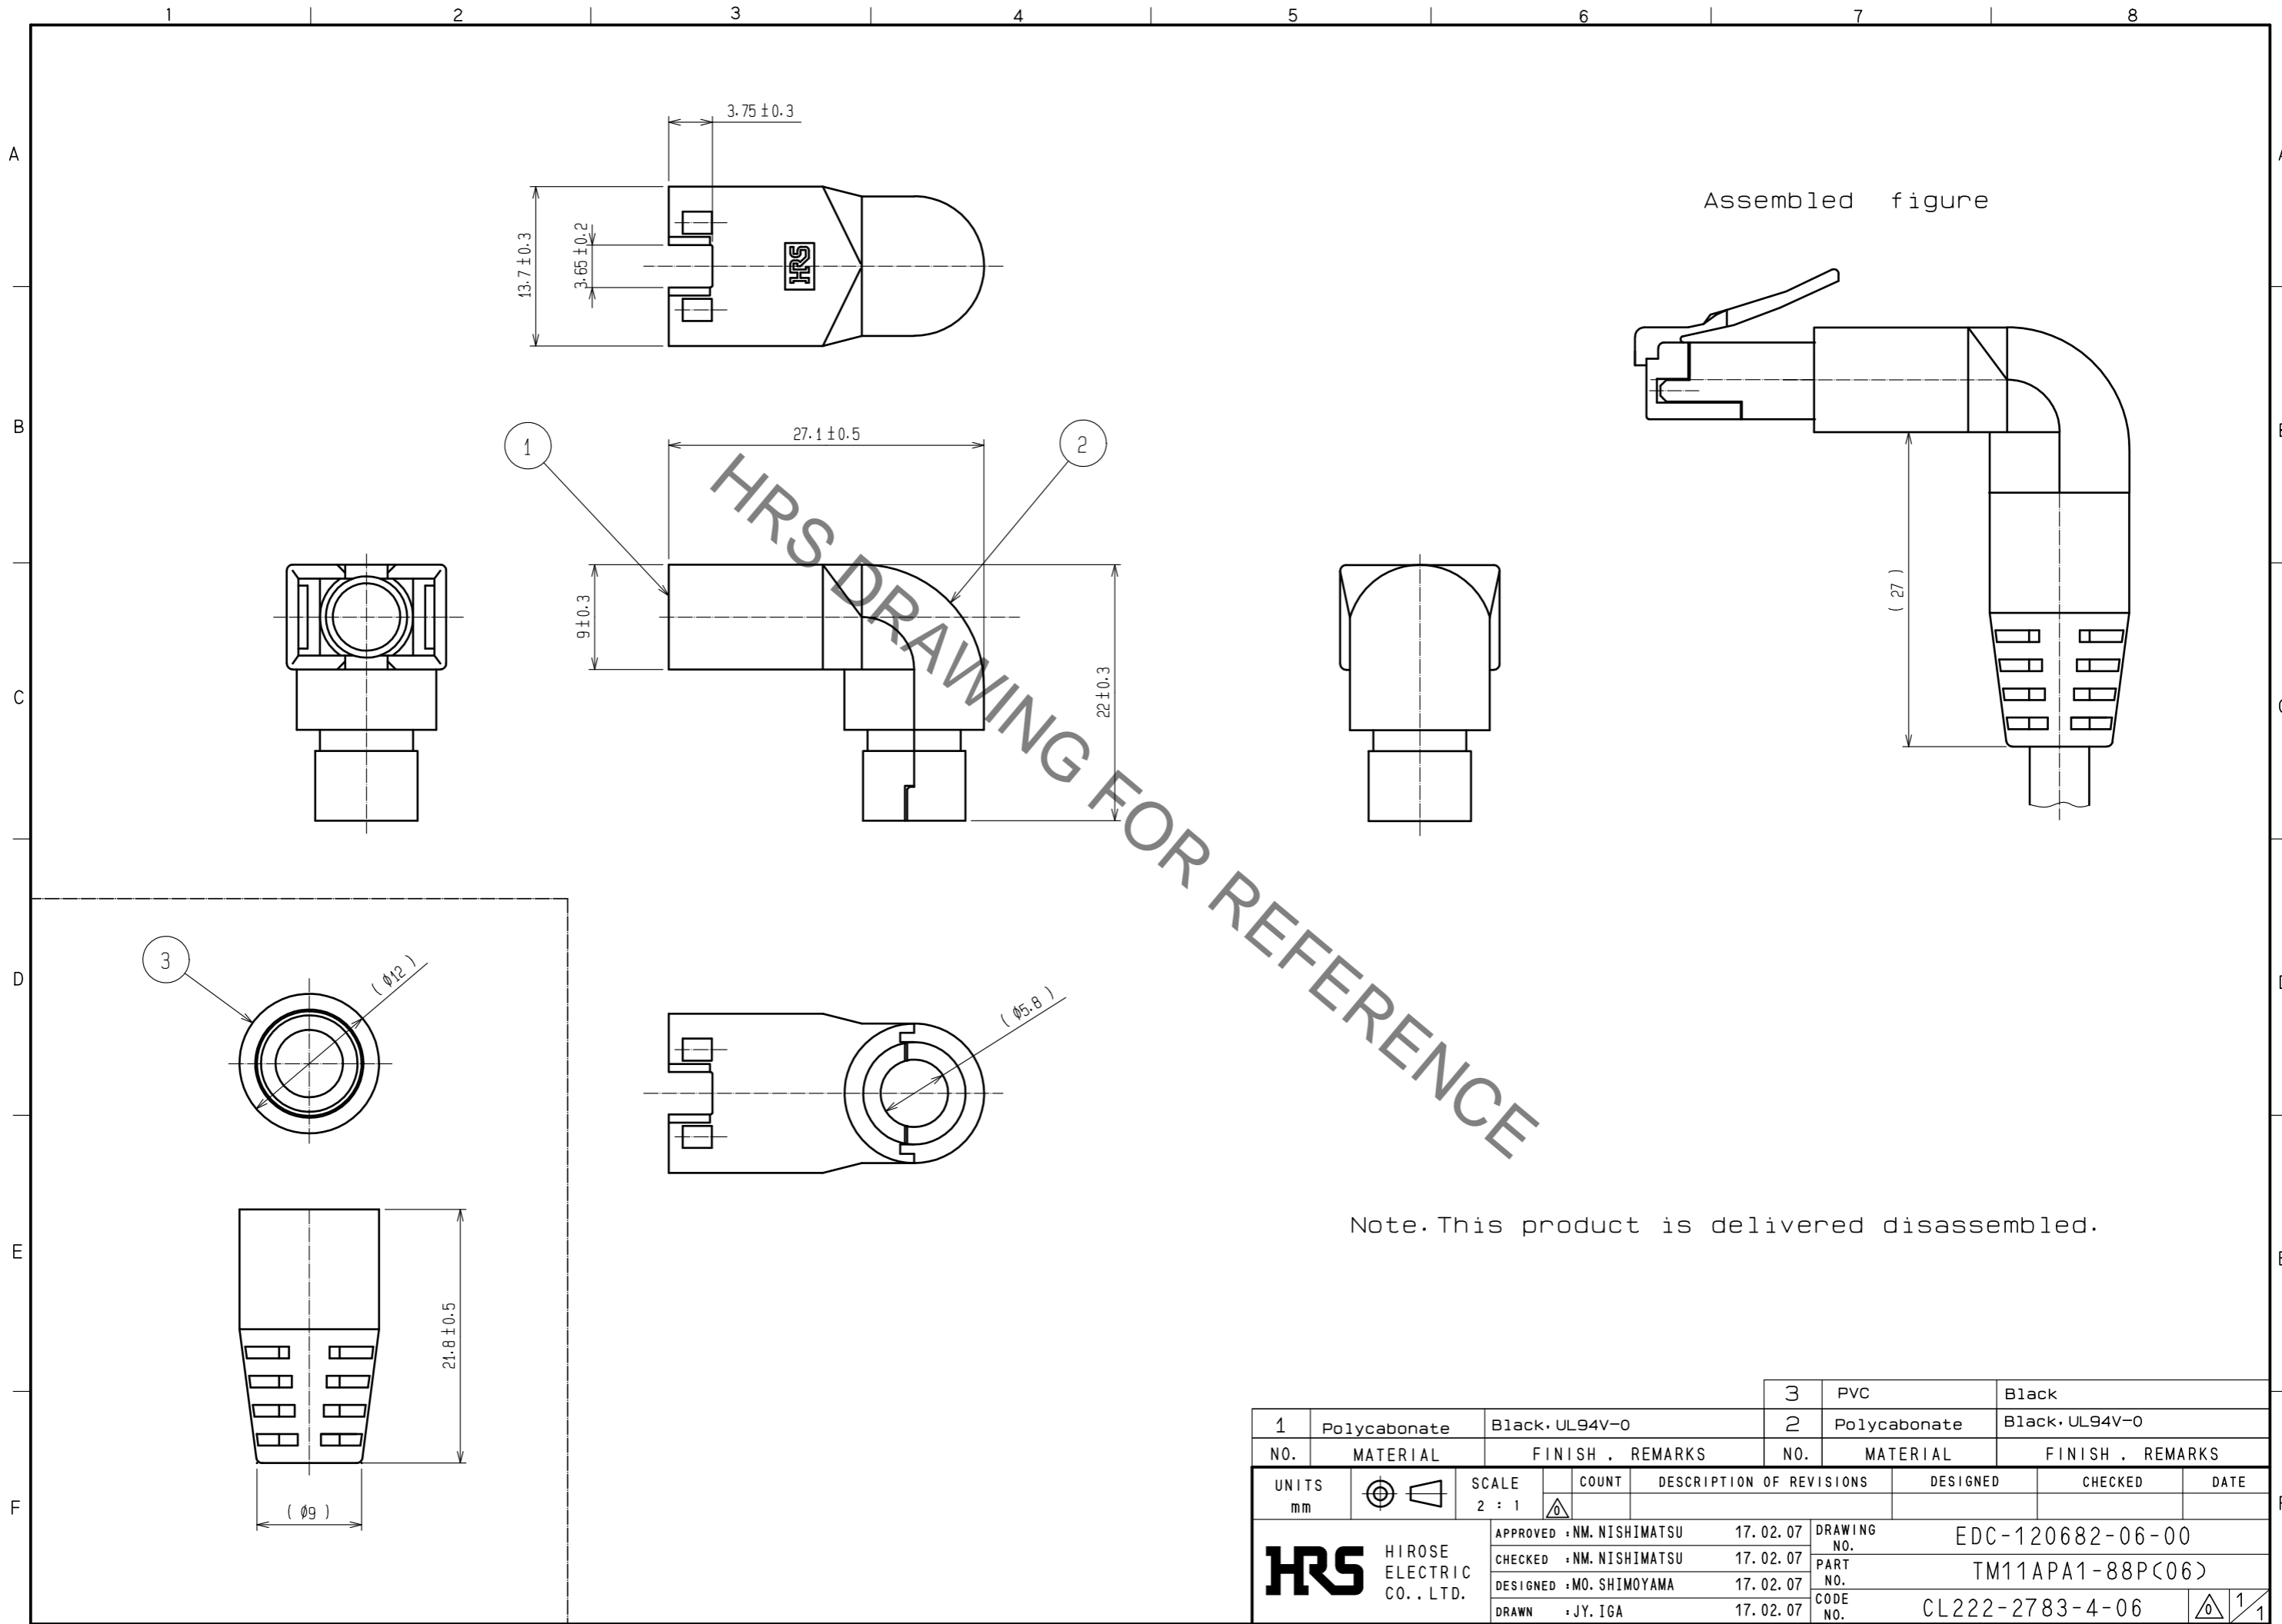 1 2 3 4 5 6 7 8
A
B
C
D
E
F
3.75±0.3
13.7±0.3
3.65±0.2
HRS
Assembled figure
1
27.1±0.5
2
9±0.3
22±0.3
( 27 )
HRS DRAWING FOR REFERENCE
3
( Ø12 )
( Ø5.8 )
21.8±0.5
( Ø9 )
Note.This product is delivered disassembled.
3 PVC Black
1 Polycabonate Black,UL94V-0 2 Polycabonate Black,UL94V-0
NO. MATERIAL FINISH . REMARKS NO. MATERIAL FINISH . REMARKS
UNITS mm SCALE 2 : 1 COUNT DESCRIPTION OF REVISIONS DESIGNED CHECKED DATE
0
HRS HIROSE ELECTRIC CO., LTD.
APPROVED :NM. NISHIMATSU 17.02.07
CHECKED :NM. NISHIMATSU 17.02.07
DESIGNED :MO. SHIMOYAMA 17.02.07
DRAWN :JY. IGA 17.02.07
DRAWING NO. EDC-120682-06-00
PART NO. TM11APA1-88P(06)
CODE NO. CL222-2783-4-06 0 1/1